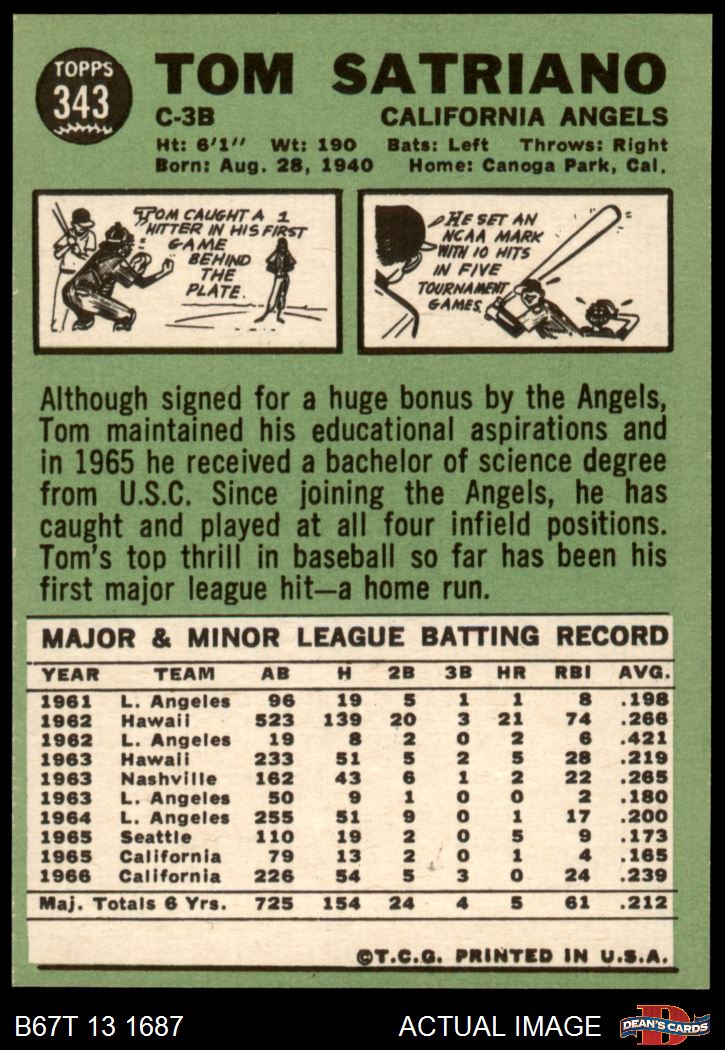 TOPPS
343
TOM SATRIANO
C-3B CALIFORNIA ANGELS
Ht: 6'1" Wt: 190 Bats: Left Throws: Right
Born: Aug. 28, 1940 Home: Canoga Park, Cal.
TOM CAUGHT A 1
HITTER IN HIS FIRST
GAME
BEHIND
THE
PLATE.
HE SET AN
NCAA MARK
WITH 10 HITS
IN FIVE
TOURNAMENT
GAMES.
Although signed for a huge bonus by the Angels,
Tom maintained his educational aspirations and
in 1965 he received a bachelor of science degree
from U.S.C. Since joining the Angels, he has
caught and played at all four infield positions.
Tom's top thrill in baseball so far has been his
first major league hit—a home run.
MAJOR & MINOR LEAGUE BATTING RECORD
YEAR TEAM AB H 2B 3B HR RBI AVG.
1961 L. Angeles 96 19 5 1 1 8 .198
1962 Hawaii 523 139 20 3 21 74 .266
1962 L. Angeles 19 8 2 0 2 6 .421
1963 Hawaii 233 51 5 2 5 28 .219
1963 Nashville 162 43 6 1 2 22 .265
1963 L. Angeles 50 9 1 0 0 2 .180
1964 L. Angeles 255 51 9 0 1 17 .200
1965 Seattle 110 19 2 0 5 9 .173
1965 California 79 13 2 0 1 4 .165
1966 California 226 54 5 3 0 24 .239
Maj. Totals 6 Yrs. 725 154 24 4 5 61 .212
©T.C.G. PRINTED IN U.S.A.
B67T 13 1687 ACTUAL IMAGE D DEAN'S CARDS